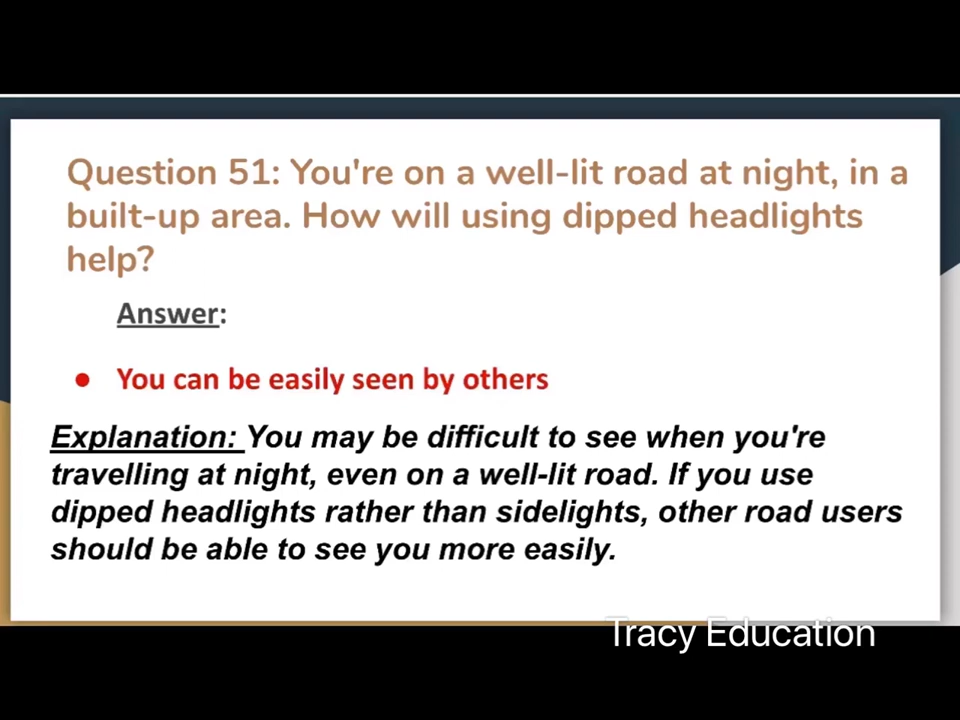 Question 51: You're on a well-lit road at night, in a
built-up area. How will using dipped headlights
help?
Answer:
● You can be easily seen by others
Explanation: You may be difficult to see when you're
travelling at night, even on a well-lit road. If you use
dipped headlights rather than sidelights, other road users
should be able to see you more easily.
Tracy Education